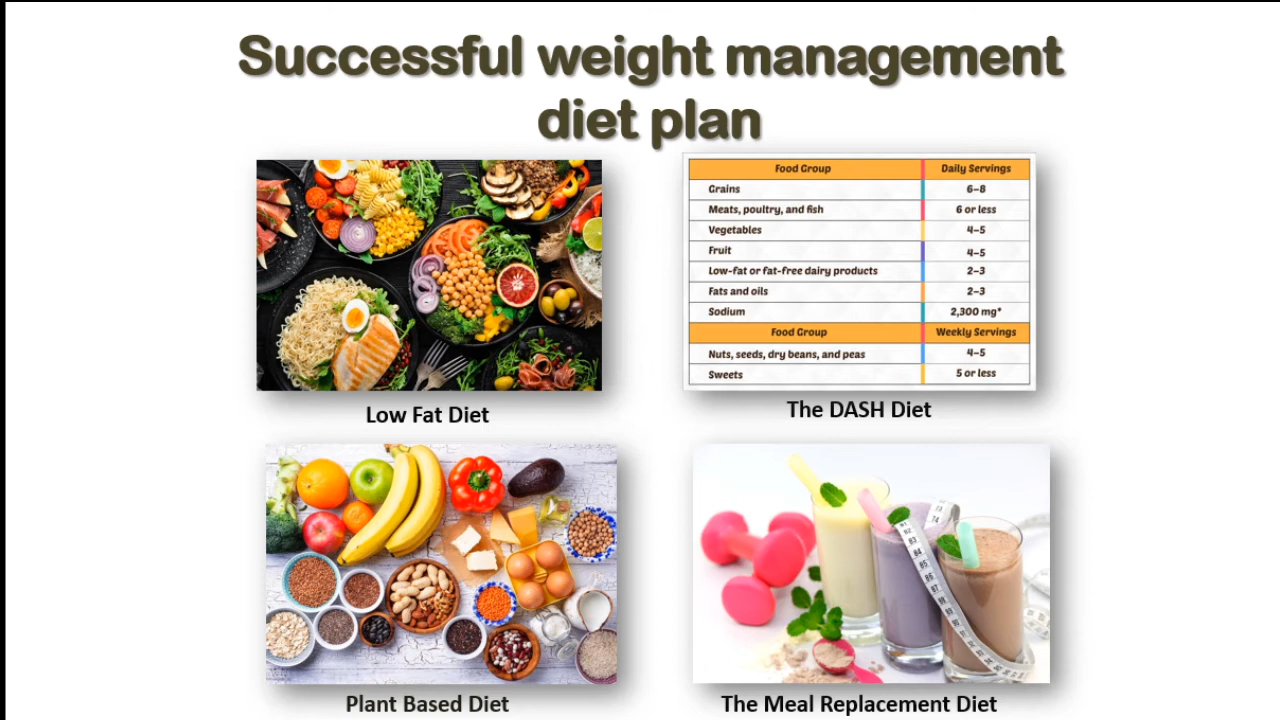 Successful weight management
diet plan
Food Group Daily Servings
Grains 6–8
Meats, poultry, and fish 6 or less
Vegetables 4–5
Fruit 4–5
Low-fat or fat-free dairy products 2–3
Fats and oils 2–3
Sodium 2,300 mg*
Food Group Weekly Servings
Nuts, seeds, dry beans, and peas 4–5
Sweets 5 or less
Low Fat Diet
The DASH Diet
Plant Based Diet
The Meal Replacement Diet